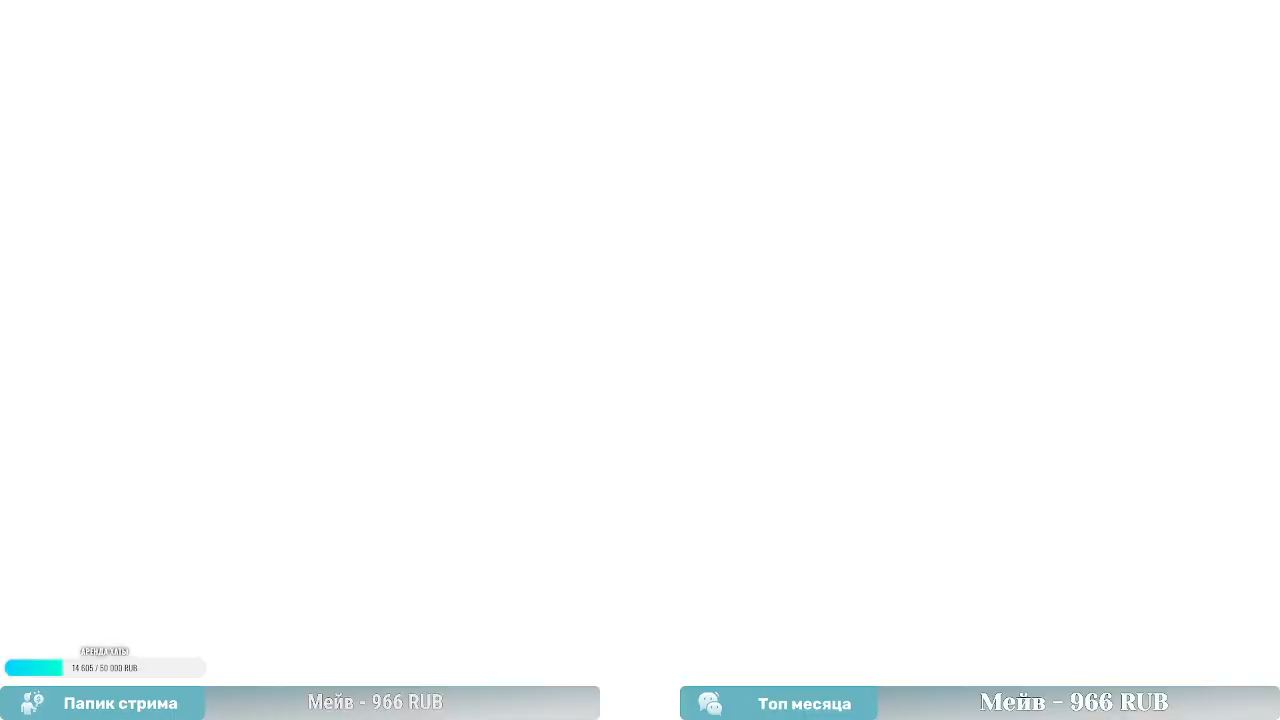 АРЕНДА ХАТЫ
14 605 / 50 000 RUB
Папик стрима
Мейв - 966 RUB
Топ месяца
Мейв - 966 RUB